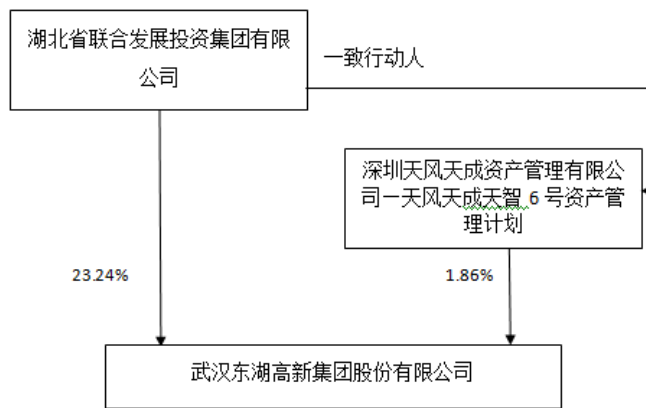 湖北省联合发展投资集团有限
公司
一致行动人
深圳天风天成资产管理有限公
司—天风天成天智 6 号资产管
理计划
23.24%
1.86%
武汉东湖高新集团股份有限公司